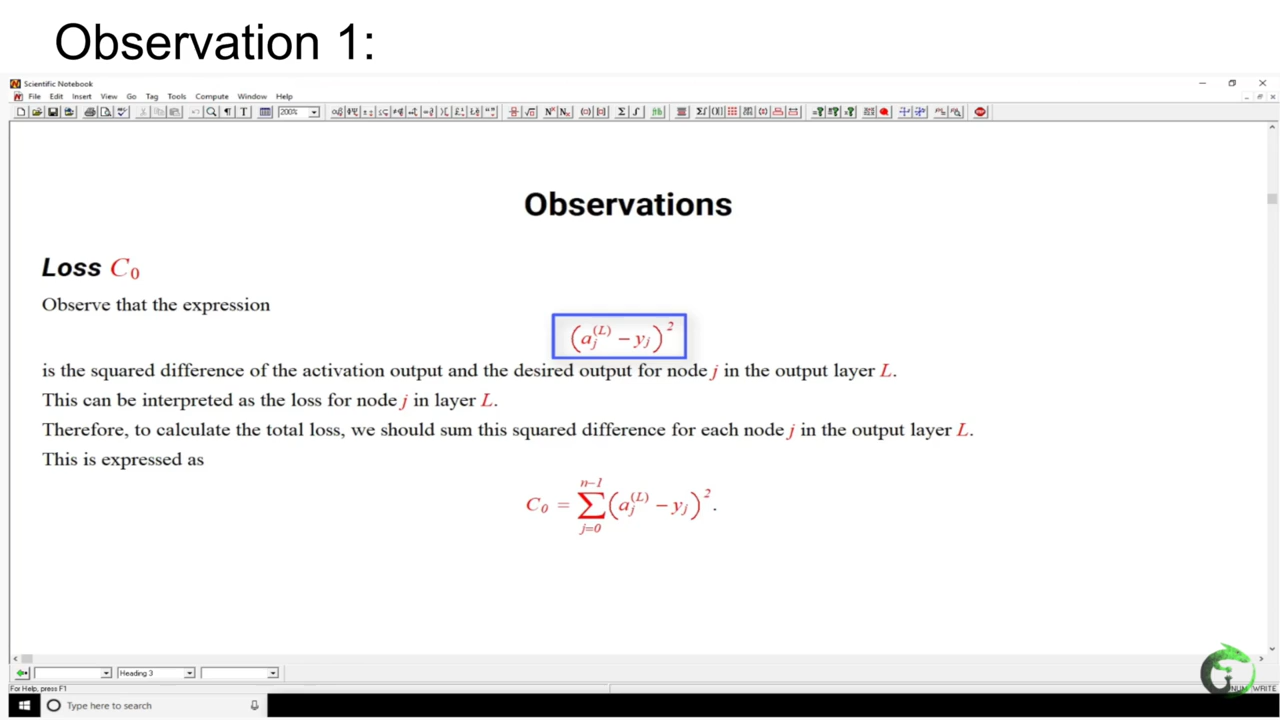 Observation 1:
Scientific Notebook
File Edit Insert View Go Tag Tools Compute Window Help
200%
Observations
Loss C₀
Observe that the expression
(aⱼ^(L) − yⱼ)²
is the squared difference of the activation output and the desired output for node j in the output layer L.
This can be interpreted as the loss for node j in layer L.
Therefore, to calculate the total loss, we should sum this squared difference for each node j in the output layer L.
This is expressed as
C₀ = ∑_{j=0}^{n−1} (aⱼ^(L) − yⱼ)².
Heading 3
For Help, press F1
NUM WRITE
Type here to search